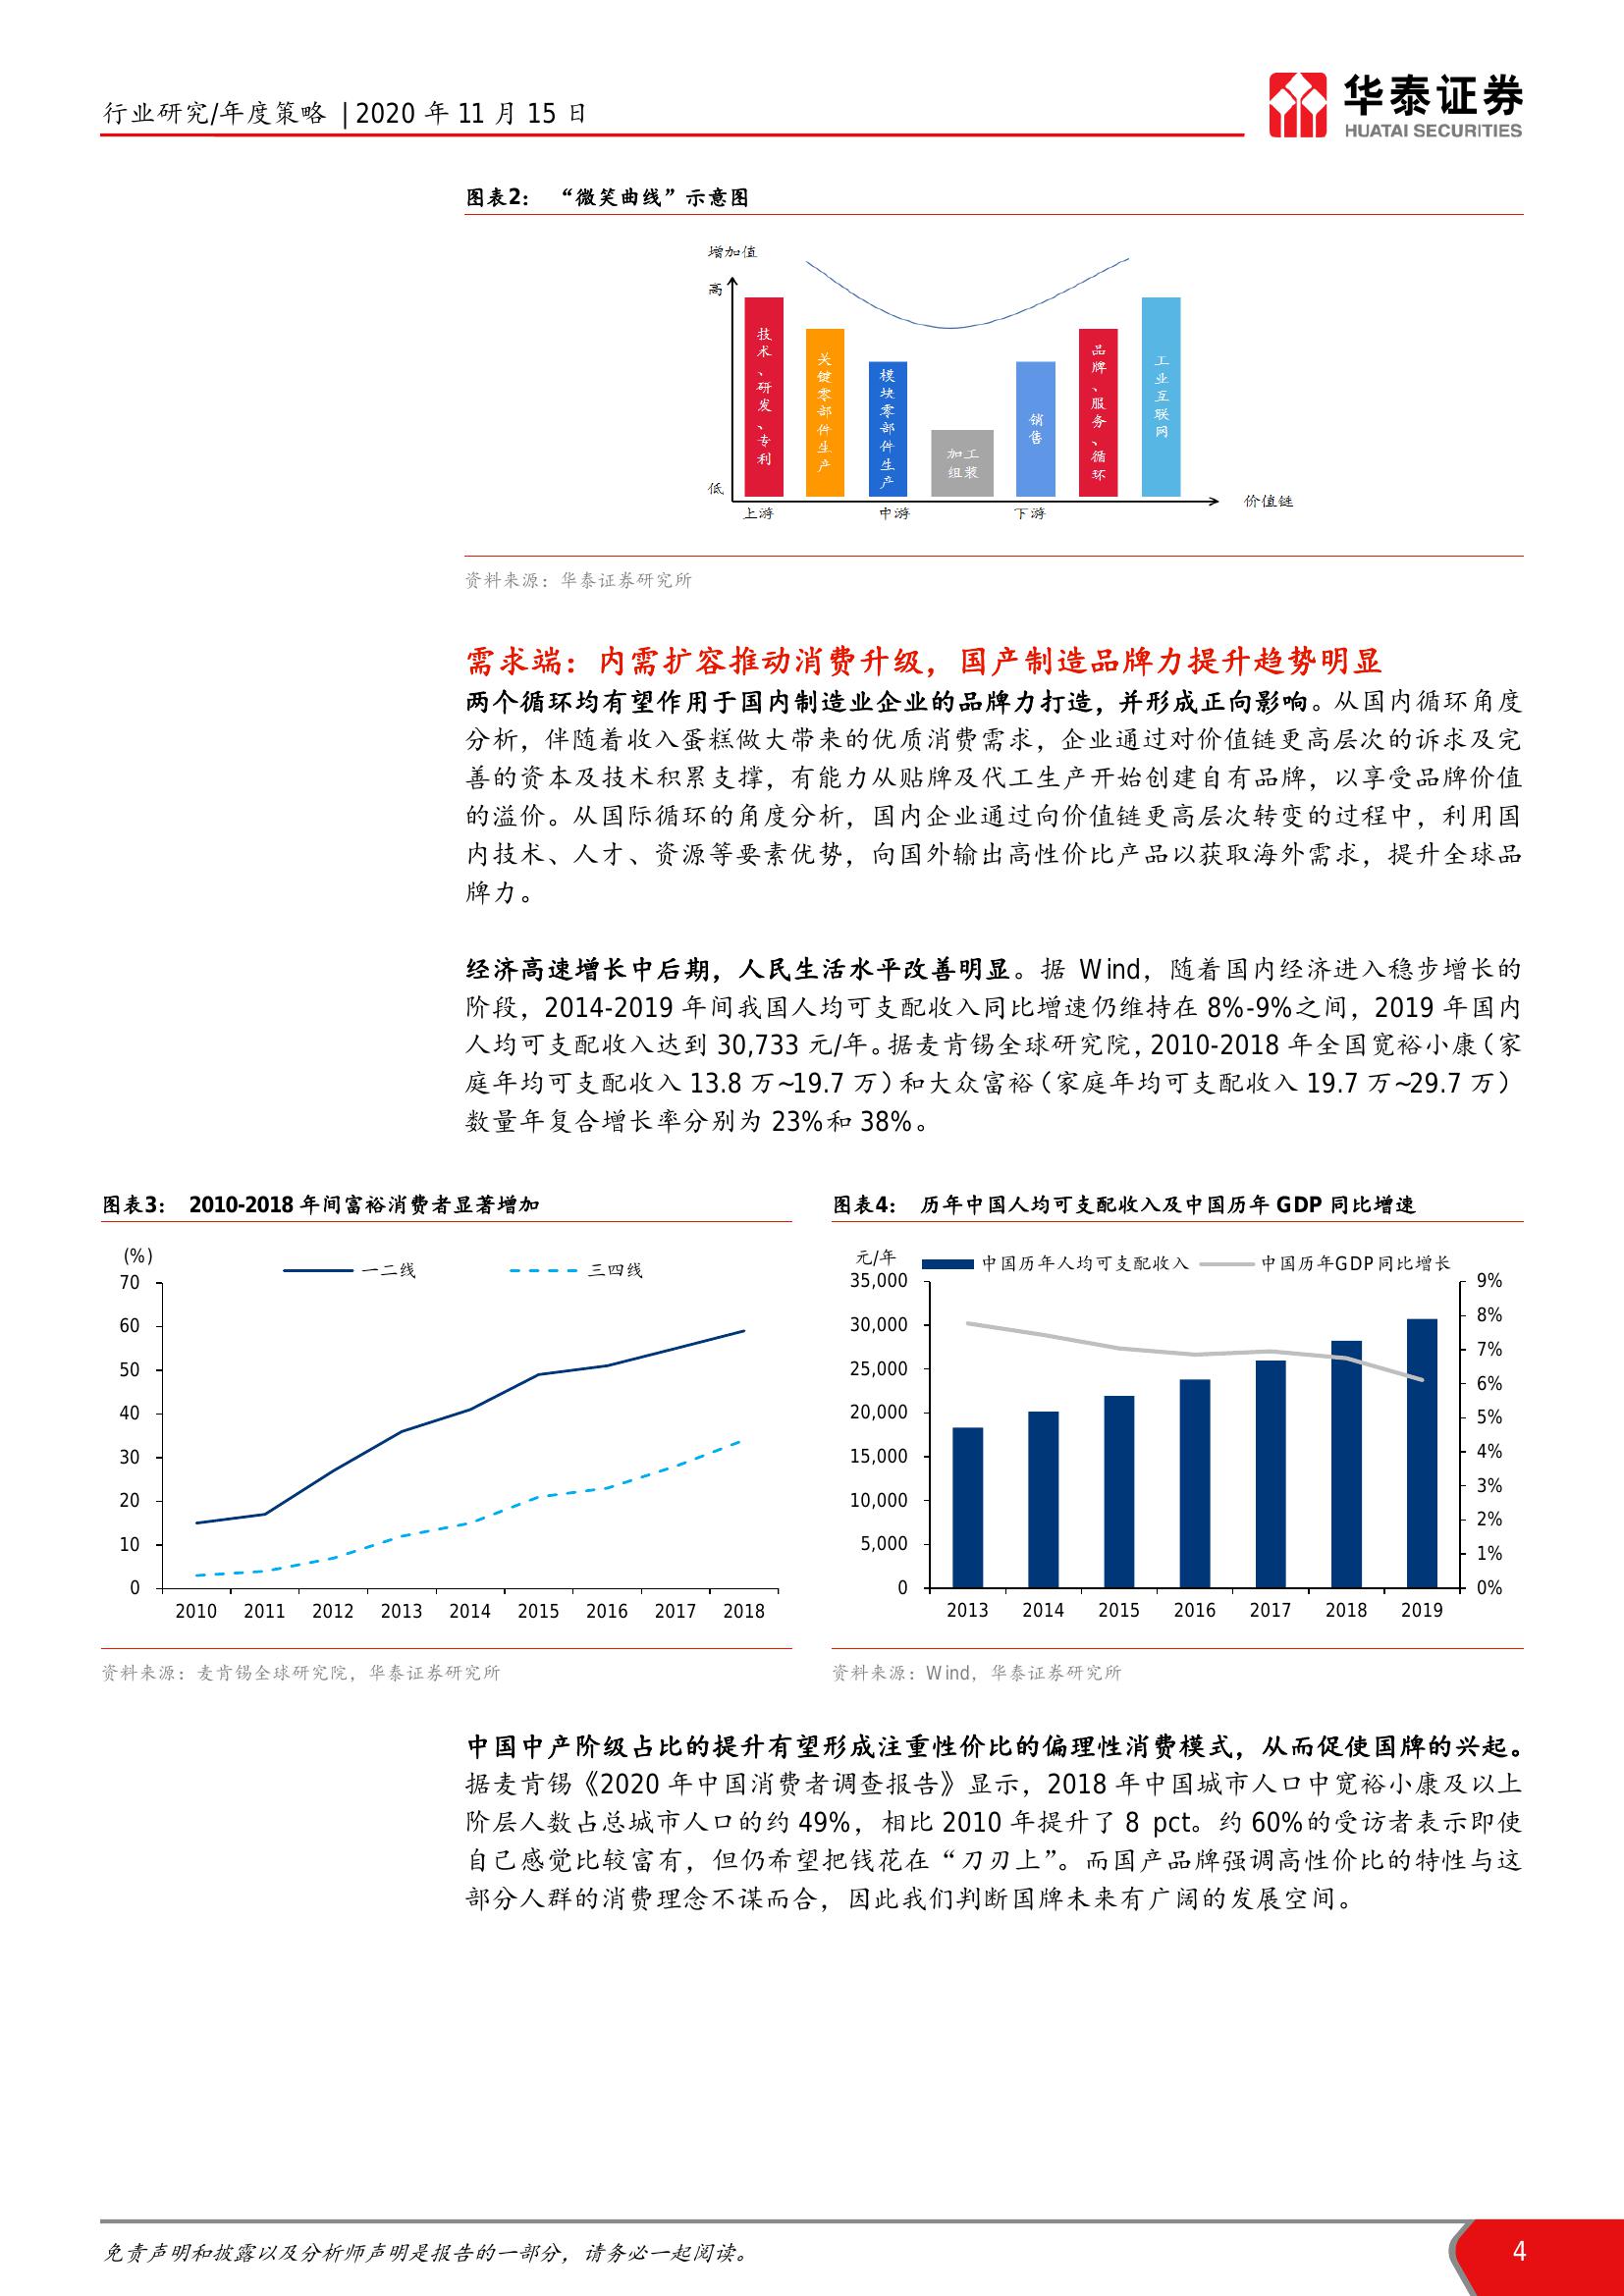 行业研究/年度策略 | 2020 年 11 月 15 日
华泰证券
HUATAI SECURITIES
图表2： “微笑曲线”示意图
增加值
高
低
技术、研发、专利
关键零部件生产
模块零部件生产
加工
组装
销售
品牌、服务、循环
工业互联网
上游
中游
下游
价值链
资料来源：华泰证券研究所
需求端：内需扩容推动消费升级，国产制造品牌力提升趋势明显
两个循环均有望作用于国内制造业企业的品牌力打造，并形成正向影响。从国内循环角度
分析，伴随着收入蛋糕做大带来的优质消费需求，企业通过对价值链更高层次的诉求及完
善的资本及技术积累支撑，有能力从贴牌及代工生产开始创建自有品牌，以享受品牌价值
的溢价。从国际循环的角度分析，国内企业通过向价值链更高层次转变的过程中，利用国
内技术、人才、资源等要素优势，向国外输出高性价比产品以获取海外需求，提升全球品
牌力。
经济高速增长中后期，人民生活水平改善明显。据 Wind，随着国内经济进入稳步增长的
阶段，2014-2019 年间我国人均可支配收入同比增速仍维持在 8%-9%之间，2019 年国内
人均可支配收入达到 30,733 元/年。据麦肯锡全球研究院，2010-2018 年全国宽裕小康（家
庭年均可支配收入 13.8 万~19.7 万）和大众富裕（家庭年均可支配收入 19.7 万~29.7 万）
数量年复合增长率分别为 23%和 38%。
图表3： 2010-2018 年间富裕消费者显著增加
(%)
一二线
三四线
70
60
50
40
30
20
10
0
2010 2011 2012 2013 2014 2015 2016 2017 2018
资料来源：麦肯锡全球研究院，华泰证券研究所
图表4： 历年中国人均可支配收入及中国历年 GDP 同比增速
元/年
中国历年人均可支配收入
中国历年GDP同比增长
35,000
30,000
25,000
20,000
15,000
10,000
5,000
0
9%
8%
7%
6%
5%
4%
3%
2%
1%
0%
2013 2014 2015 2016 2017 2018 2019
资料来源：Wind，华泰证券研究所
中国中产阶级占比的提升有望形成注重性价比的偏理性消费模式，从而促使国牌的兴起。
据麦肯锡《2020 年中国消费者调查报告》显示，2018 年中国城市人口中宽裕小康及以上
阶层人数占总城市人口的约 49%，相比 2010 年提升了 8 pct。约 60%的受访者表示即使
自己感觉比较富有，但仍希望把钱花在“刀刃上”。而国产品牌强调高性价比的特性与这
部分人群的消费理念不谋而合，因此我们判断国牌未来有广阔的发展空间。
免责声明和披露以及分析师声明是报告的一部分，请务必一起阅读。
4